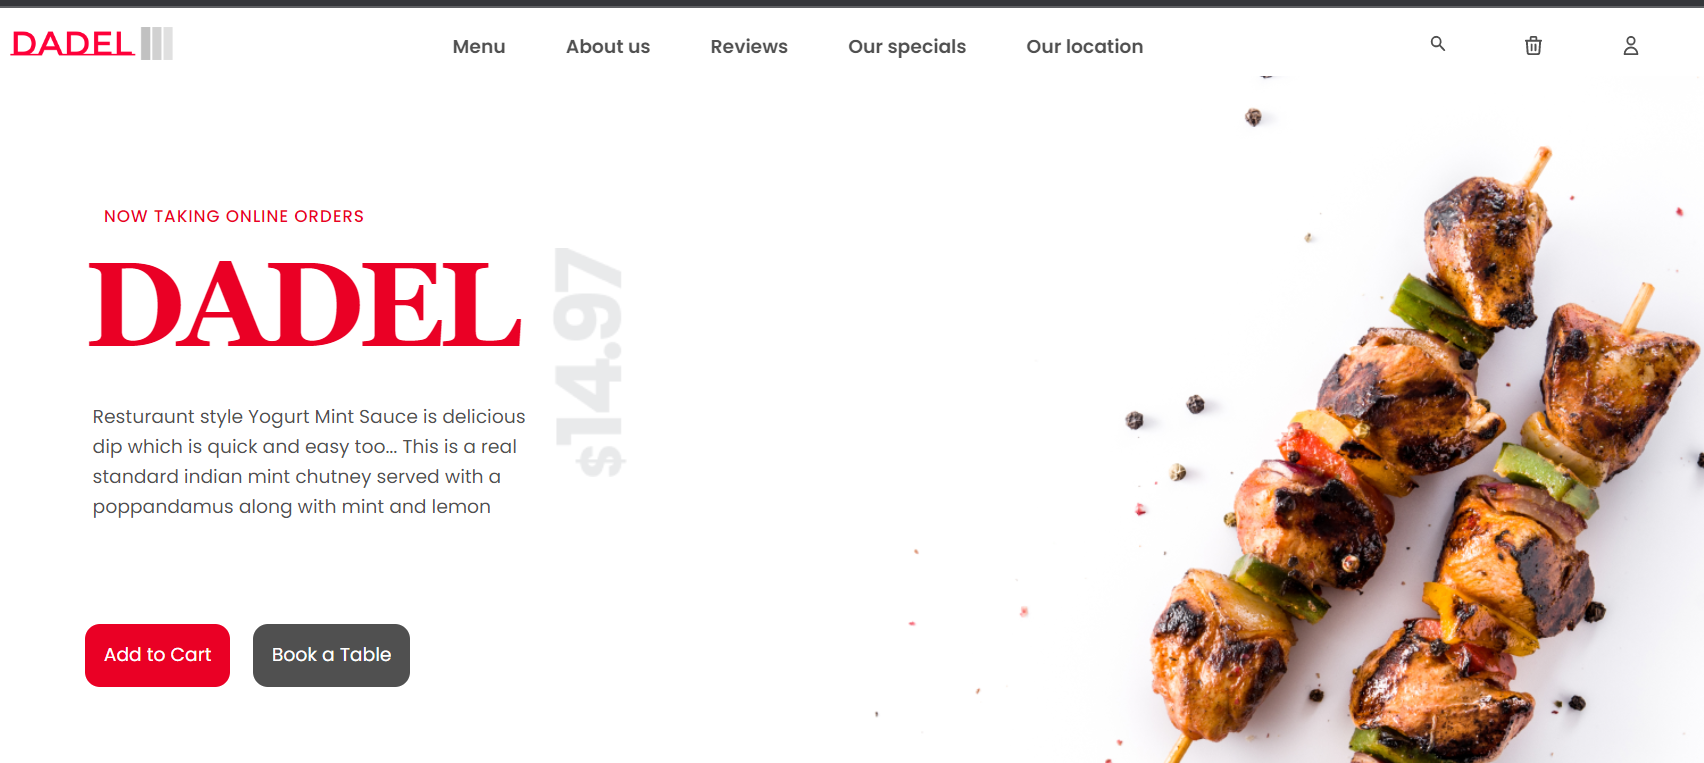 DADEL
Menu
About us
Reviews
Our specials
Our location
NOW TAKING ONLINE ORDERS
DADEL
$14.97
Resturaunt style Yogurt Mint Sauce is delicious
dip which is quick and easy too... This is a real
standard indian mint chutney served with a
poppandamus along with mint and lemon
Add to Cart
Book a Table